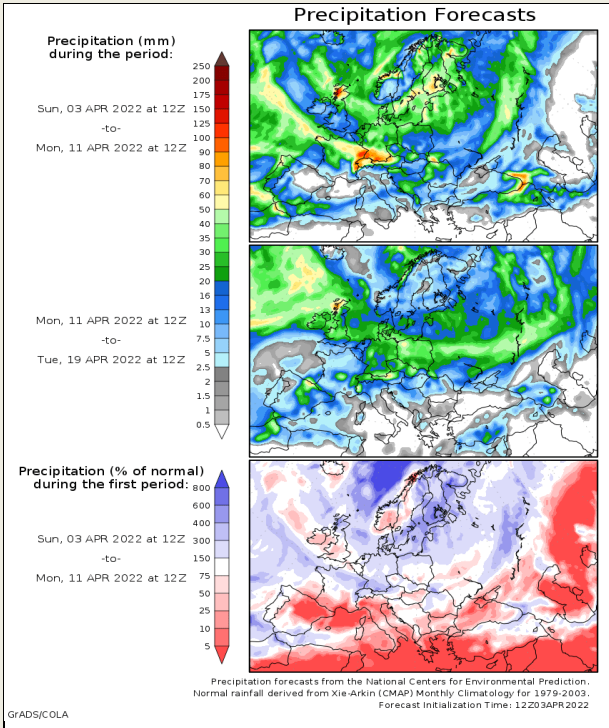 Precipitation Forecasts
Precipitation (mm)
during the period:
Sun, 03 APR 2022 at 12Z
-to-
Mon, 11 APR 2022 at 12Z
250
200
175
150
125
100
90
80
70
60
50
40
35
30
25
20
16
13
10
7.5
5
2.5
2
1.5
1
0.5
Mon, 11 APR 2022 at 12Z
-to-
Tue, 19 APR 2022 at 12Z
Precipitation (% of normal)
during the first period:
Sun, 03 APR 2022 at 12Z
-to-
Mon, 11 APR 2022 at 12Z
800
600
400
300
150
75
50
25
10
5
Precipitation forecasts from the National Centers for Environmental Prediction.
Normal rainfall derived from Xie-Arkin (CMAP) Monthly Climatology for 1979-2003.
Forecast Initialization Time: 12Z03APR2022
GrADS/COLA